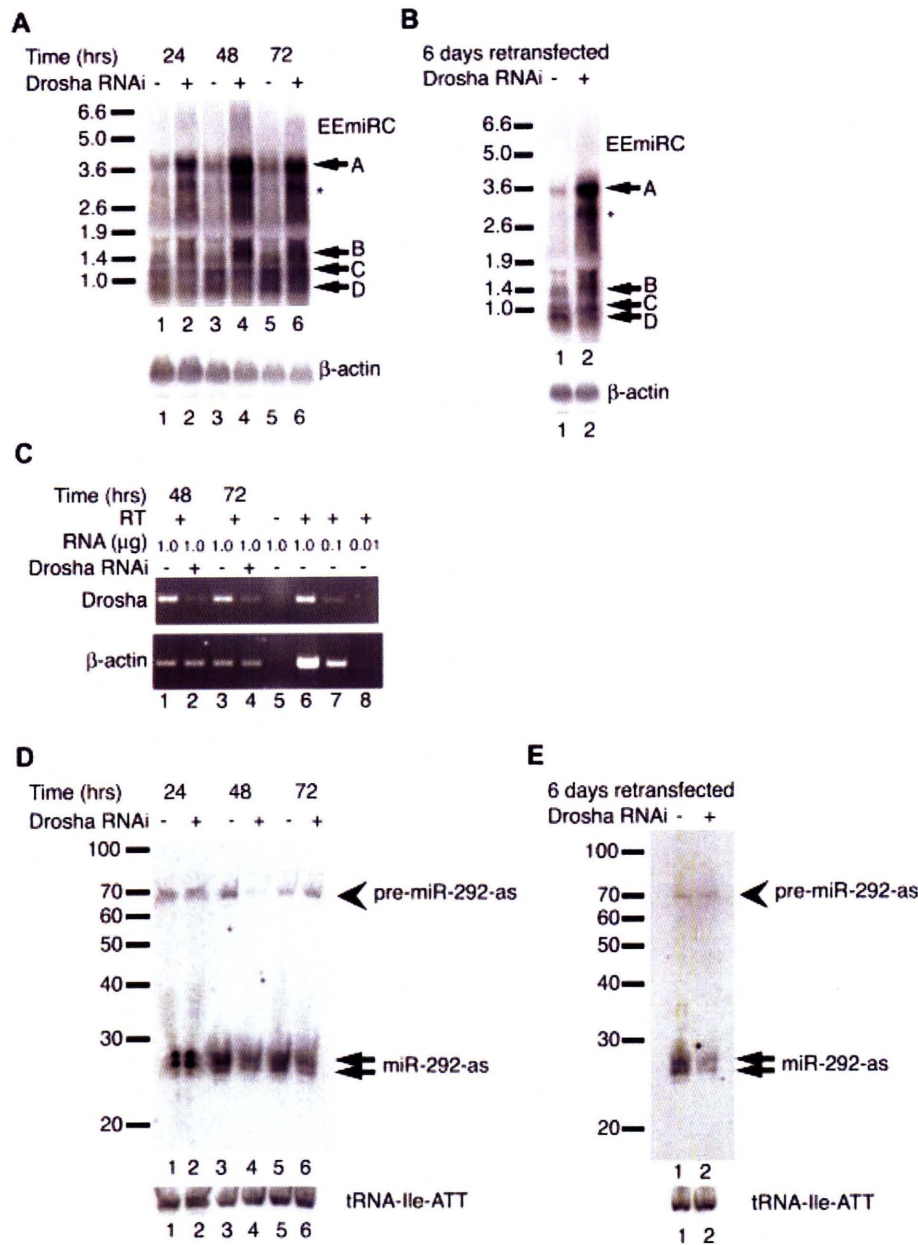 A
Time (hrs) 24 48 72
Drosha RNAi - + - + - +
6.6
5.0
3.6
2.6
1.9
1.4
1.0
EEmiRC
A
*
B
C
D
1 2 3 4 5 6
β-actin
1 2 3 4 5 6
B
6 days retransfected
Drosha RNAi - +
6.6
5.0
3.6
2.6
1.9
1.4
1.0
EEmiRC
A
*
B
C
D
1 2
β-actin
1 2
C
Time (hrs) 48 72
RT + + - + + +
RNA (μg) 1.0 1.0 1.0 1.0 1.0 1.0 0.1 0.01
Drosha RNAi - + - + - - - -
Drosha
β-actin
1 2 3 4 5 6 7 8
D
Time (hrs) 24 48 72
Drosha RNAi - + - + - +
100
70
60
50
40
30
20
pre-miR-292-as
miR-292-as
1 2 3 4 5 6
tRNA-Ile-ATT
1 2 3 4 5 6
E
6 days retransfected
Drosha RNAi - +
100
70
60
50
40
30
20
pre-miR-292-as
miR-292-as
1 2
tRNA-Ile-ATT
1 2